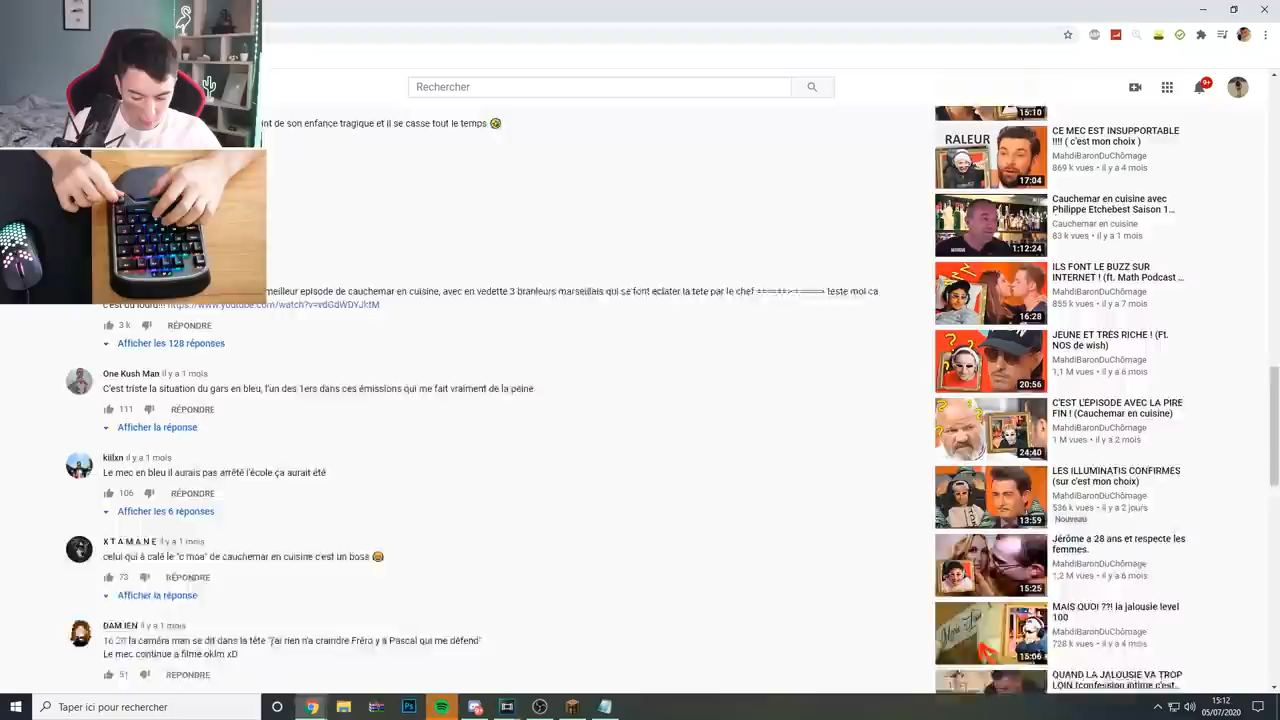 Rechercher
9+
nt de son enfance tragique et il se casse tout le temps
meilleur episode de cauchemar en cuisine, avec en vedette 3 branleurs marseillais qui se font eclater la tete par le chef teste moi ca
c'est du lourd!!!
3 k RÉPONDRE
Afficher les 128 réponses
One Kush Man il y a 1 mois
C'est triste la situation du gars en bleu, l'un des 1ers dans ces émissions qui me fait vraiment de la peine
111 RÉPONDRE
Afficher la réponse
kiilxn il y a 1 mois
Le mec en bleu il aurais pas arrêté l'école ça aurait été
106 RÉPONDRE
Afficher les 6 réponses
X T A M A N E il y a 1 mois
celui qui à calé le "c moa" de cauchemar en cuisine c'est un boss
73 RÉPONDRE
Afficher la réponse
DAMIEN il y a 1 mois
la caméra man se dit dans la tête "j'ai rien n'a craindre Fréro y a Pascal qui me défend"
Le mec continue a filmé oklm xD
51 RÉPONDRE
15:10
RALEUR
17:04
CE MEC EST INSUPPORTABLE
!!!! ( c'est mon choix )
MahdiBaronDuChômage
869 k vues • il y a 4 mois
1:12:24
Cauchemar en cuisine avec
Philippe Etchebest Saison 1...
Cauchemar en cuisine
83 k vues • il y a 1 mois
16:28
ILS FONT LE BUZZ SUR
INTERNET ! (ft. Math Podcast ...
MahdiBaronDuChômage
855 k vues • il y a 7 mois
20:56
JEUNE ET TRÈS RICHE ! (Ft.
NOS de wish)
MahdiBaronDuChômage
1,1 M vues • il y a 6 mois
24:40
C'EST L'ÉPISODE AVEC LA PIRE
FIN ! (Cauchemar en cuisine)
MahdiBaronDuChômage
1 M vues • il y a 2 mois
13:59
LES ILLUMINATIS CONFIRMÉS
(sur c'est mon choix)
MahdiBaronDuChômage
536 k vues • il y a 2 jours
Nouveau
15:25
Jérôme a 28 ans et respecte les
femmes.
MahdiBaronDuChômage
1,2 M vues • il y a 6 mois
15:06
MAIS QUOI ??! la jalousie level
100
MahdiBaronDuChômage
728 k vues • il y a 4 mois
QUAND LA JALOUSIE VA TROP
LOIN (confession intime c'est...
Taper ici pour rechercher
Ps
15:12
05/07/2020